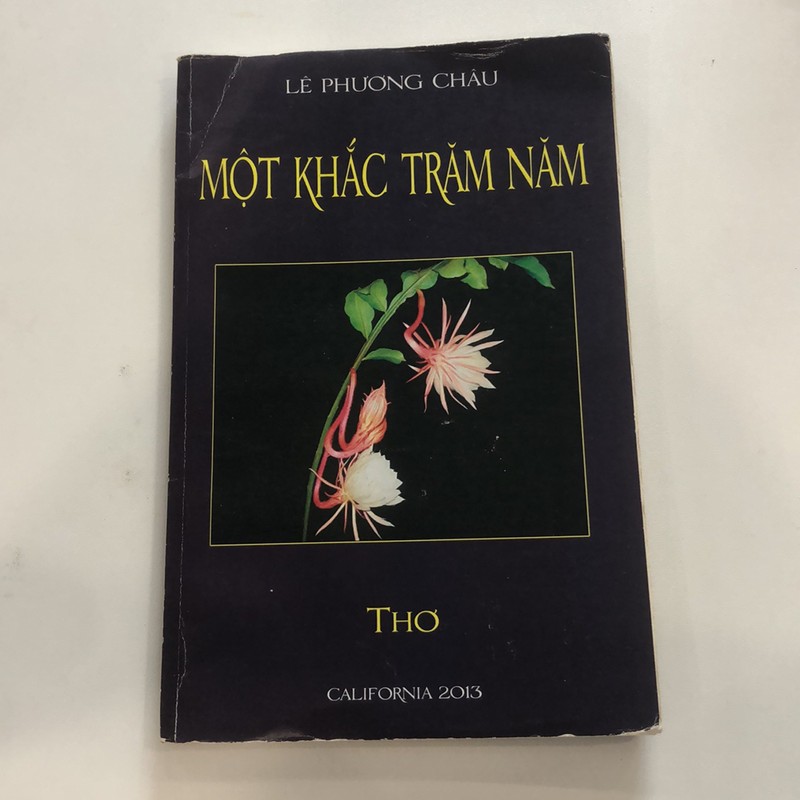 LÊ PHƯƠNG CHÂU
MỘT KHẮC TRĂM NĂM
THƠ
CALIFORNIA 2013